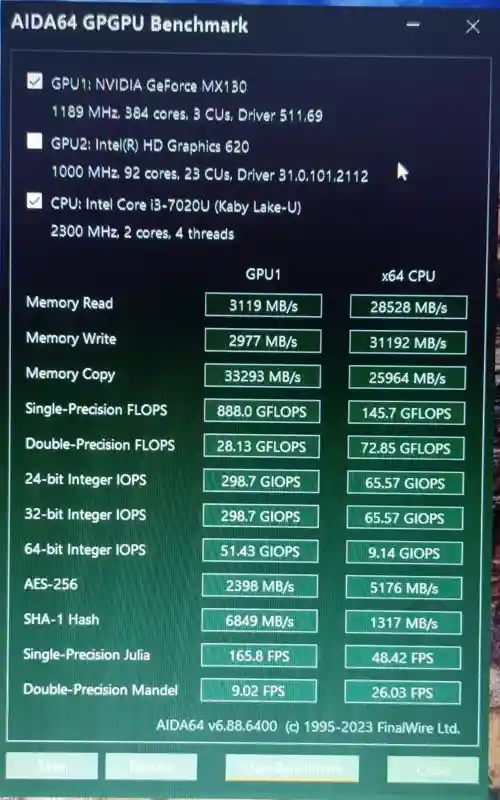 AIDA64 GPGPU Benchmark
GPU1: NVIDIA GeForce MX130
1189 MHz, 384 cores, 3 CUs, Driver 511.69
GPU2: Intel(R) HD Graphics 620
1000 MHz, 92 cores, 23 CUs, Driver 31.0.101.2112
CPU: Intel Core i3-7020U (Kaby Lake-U)
2300 MHz, 2 cores, 4 threads
GPU1 x64 CPU
Memory Read 3119 MB/s 28528 MB/s
Memory Write 2977 MB/s 31192 MB/s
Memory Copy 33293 MB/s 25964 MB/s
Single-Precision FLOPS 888.0 GFLOPS 145.7 GFLOPS
Double-Precision FLOPS 28.13 GFLOPS 72.85 GFLOPS
24-bit Integer IOPS 298.7 GIOPS 65.57 GIOPS
32-bit Integer IOPS 298.7 GIOPS 65.57 GIOPS
64-bit Integer IOPS 51.43 GIOPS 9.14 GIOPS
AES-256 2398 MB/s 5176 MB/s
SHA-1 Hash 6849 MB/s 1317 MB/s
Single-Precision Julia 165.8 FPS 48.42 FPS
Double-Precision Mandel 9.02 FPS 26.03 FPS
AIDA64 v6.88.6400 (c) 1995-2023 FinalWire Ltd.
Save Close